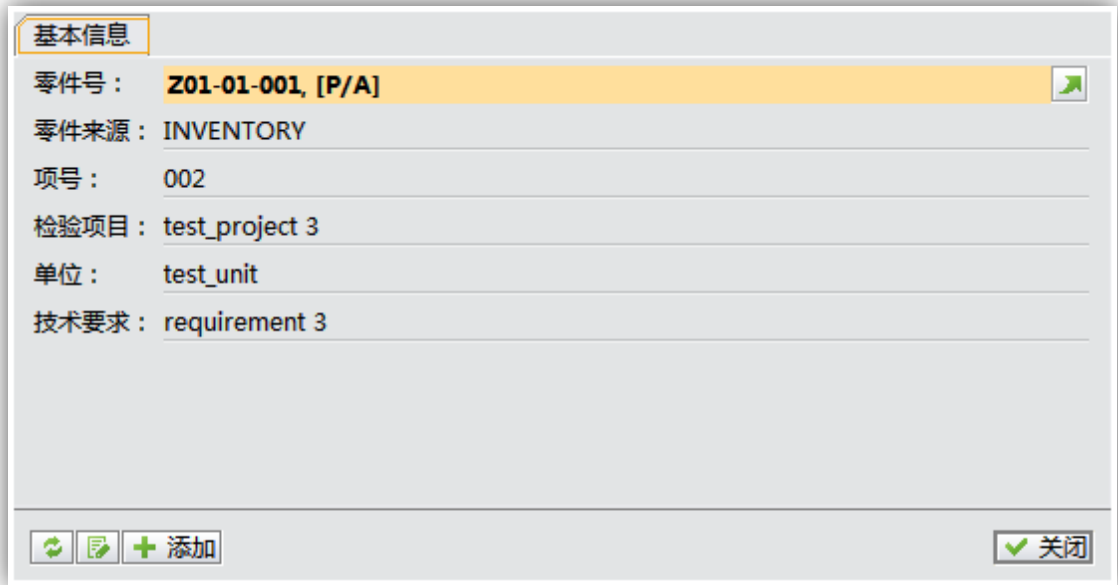 基本信息
零件号： Z01-01-001, [P/A]
零件来源： INVENTORY
项号： 002
检验项目： test_project 3
单位： test_unit
技术要求： requirement 3
添加 关闭